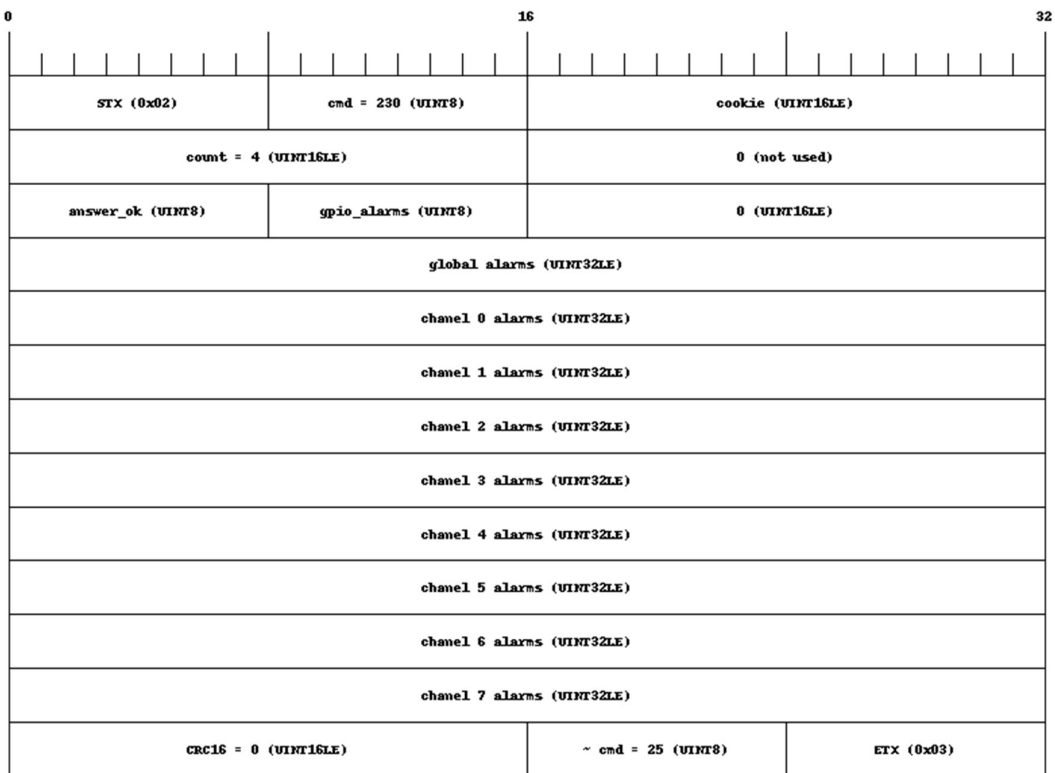 0 16 32
STX (0x02) cmd = 230 (UINT8) cookie (UINT16LE)
count = 4 (UINT16LE) 0 (not used)
answer_ok (UINT8) gpio_alarms (UINT8) 0 (UINT16LE)
global alarms (UINT32LE)
chanel 0 alarms (UINT32LE)
chanel 1 alarms (UINT32LE)
chanel 2 alarms (UINT32LE)
chanel 3 alarms (UINT32LE)
chanel 4 alarms (UINT32LE)
chanel 5 alarms (UINT32LE)
chanel 6 alarms (UINT32LE)
chanel 7 alarms (UINT32LE)
CRC16 = 0 (UINT16LE) ~ cmd = 25 (UINT8) ETX (0x03)